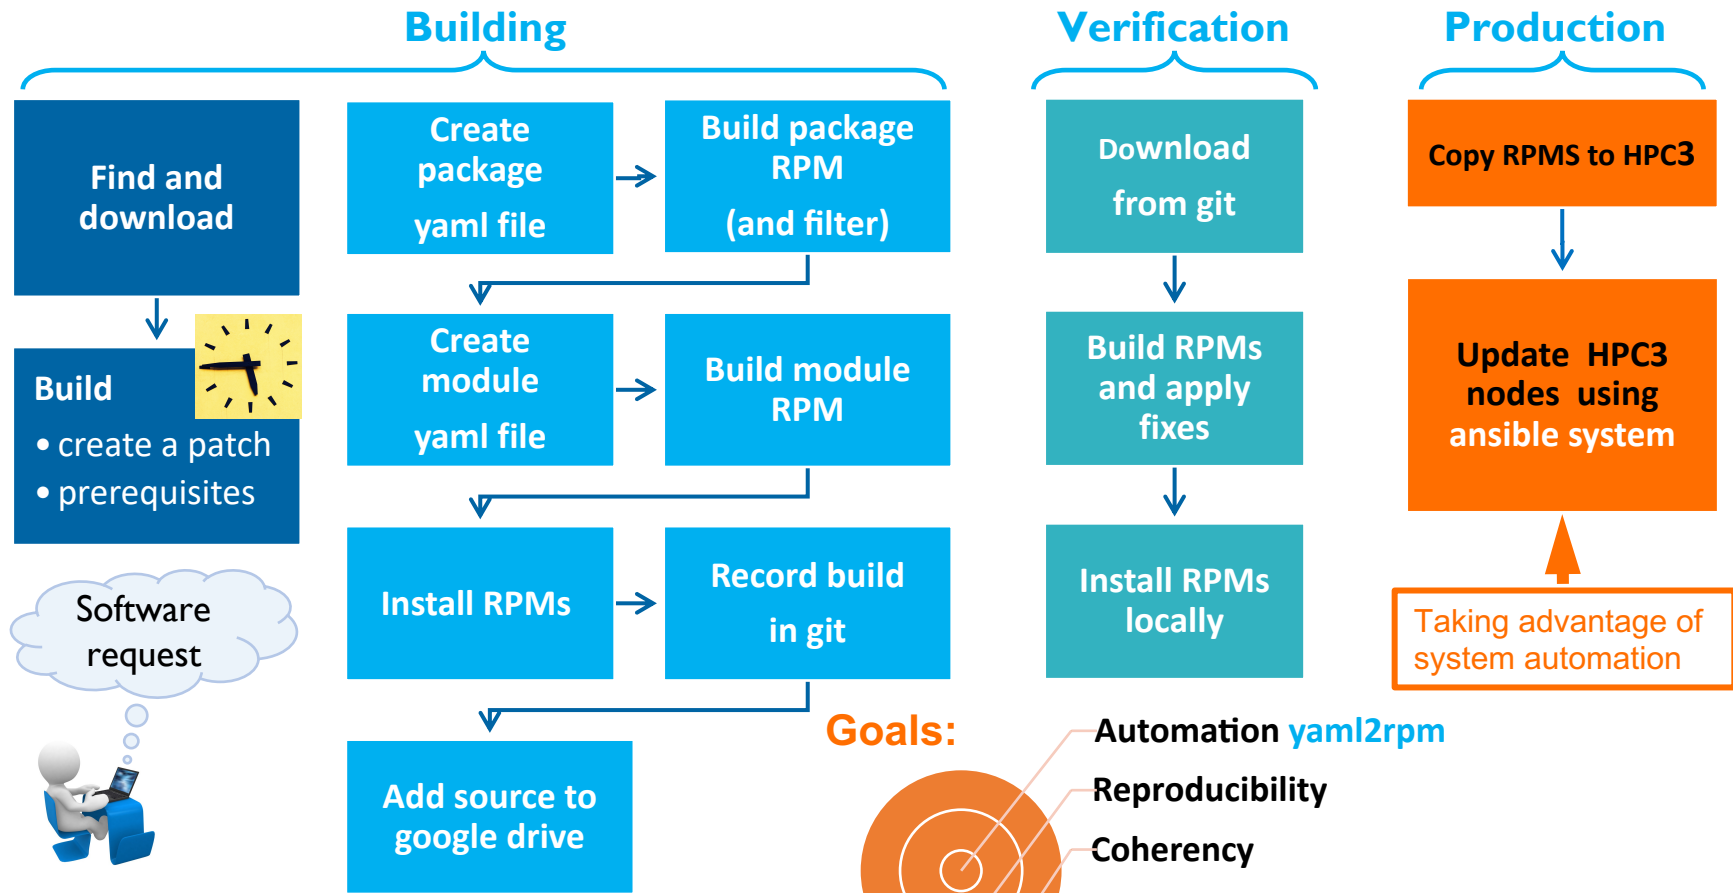 Building
Verification
Production
Find and
download
Build
• create a patch
• prerequisites
Software
request
Create
package
yaml file
Build package
RPM
(and filter)
Create
module
yaml file
Build module
RPM
Install RPMs
Record build
in git
Add source to
google drive
Download
from git
Build RPMs
and apply
fixes
Install RPMs
locally
Copy RPMS to HPC3
Update HPC3
nodes using
ansible system
Taking advantage of
system automation
Goals:
Automation yaml2rpm
Reproducibility
Coherency